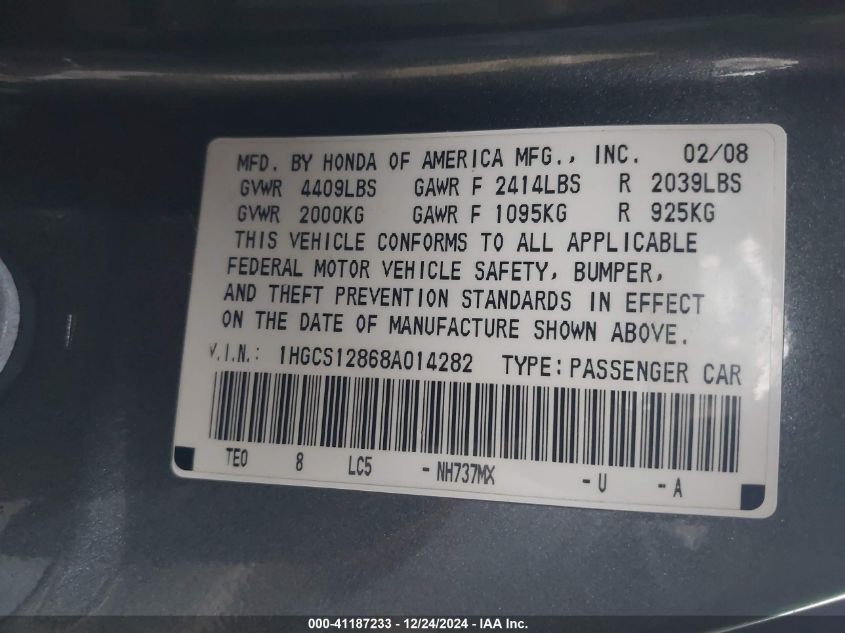 MFD. BY HONDA OF AMERICA MFG., INC. 02/08
GVWR 4409LBS GAWR F 2414LBS R 2039LBS
GVWR 2000KG GAWR F 1095KG R 925KG
THIS VEHICLE CONFORMS TO ALL APPLICABLE
FEDERAL MOTOR VEHICLE SAFETY, BUMPER,
AND THEFT PREVENTION STANDARDS IN EFFECT
ON THE DATE OF MANUFACTURE SHOWN ABOVE.
V.I.N.: 1HGCS12868A014282 TYPE: PASSENGER CAR
TE0 8 LC5 - NH737MX - U - A
000-41187233 - 12/24/2024 - IAA Inc.